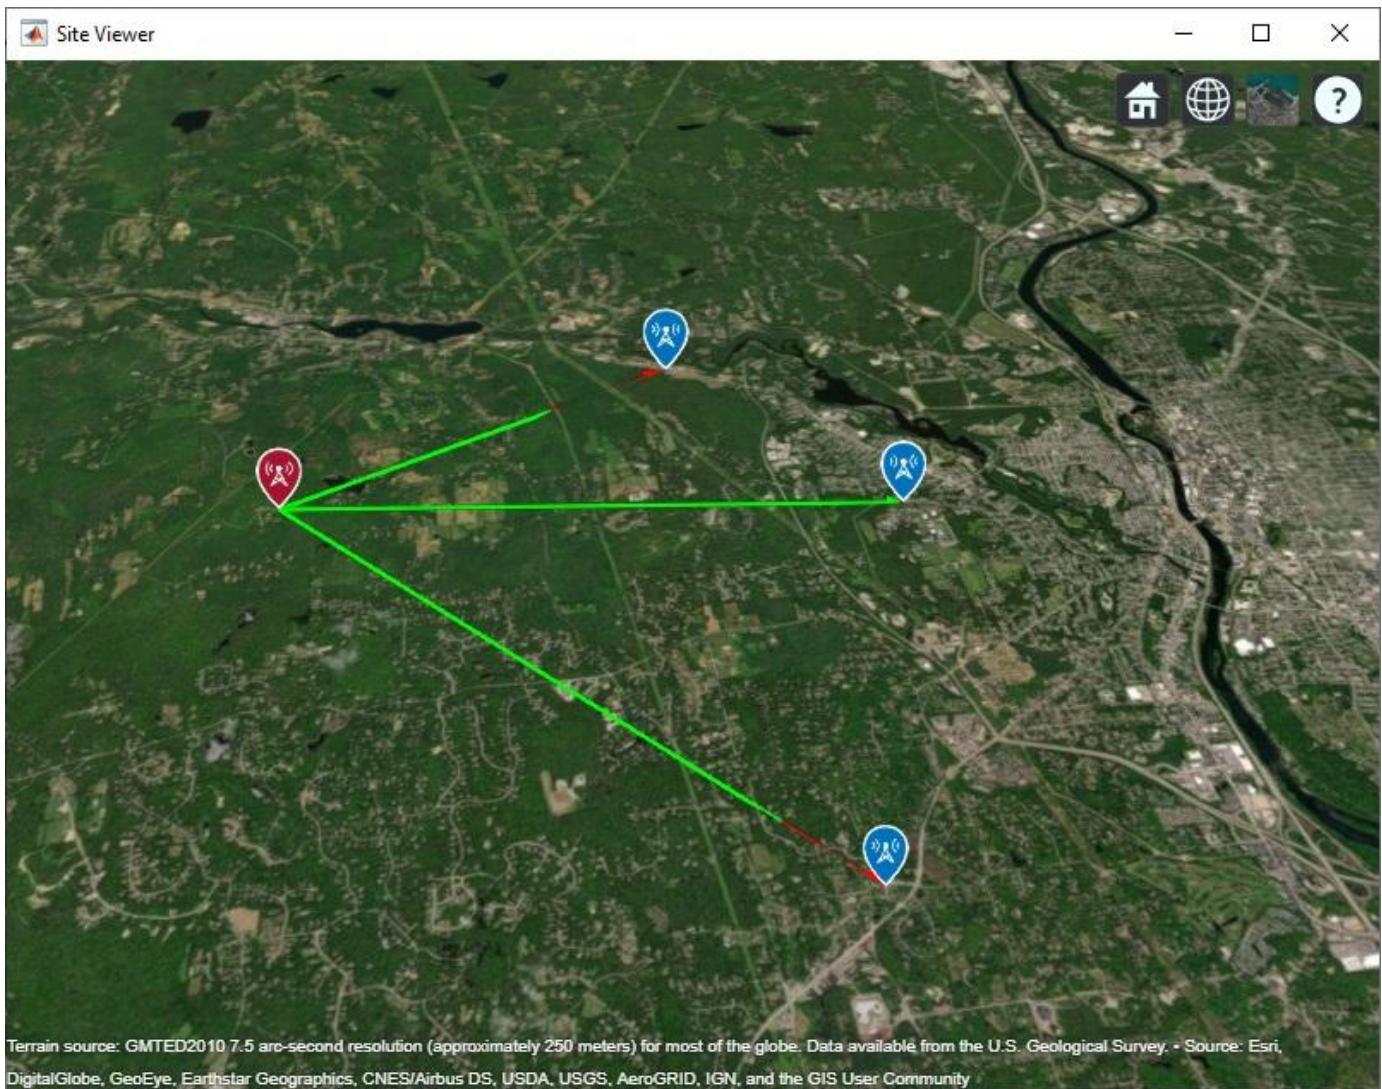 Site Viewer
?
Terrain source: GMTED2010 7.5 arc-second resolution (approximately 250 meters) for most of the globe. Data available from the U.S. Geological Survey. • Source: Esri,
DigitalGlobe, GeoEye, Earthstar Geographics, CNES/Airbus DS, USDA, USGS, AeroGRID, IGN, and the GIS User Community